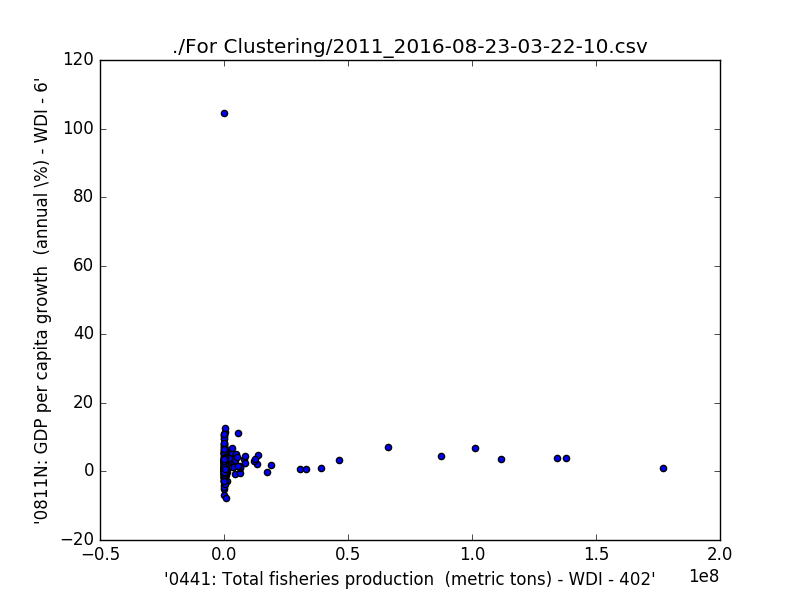 ./For Clustering/2011_2016-08-23-03-22-10.csv
120
100
80
60
40
20
0
−20
−0.5 0.0 0.5 1.0 1.5 2.0
1e8
'0441: Total fisheries production  (metric tons) - WDI - 402'
'0811N: GDP per capita growth  (annual \%) - WDI - 6'